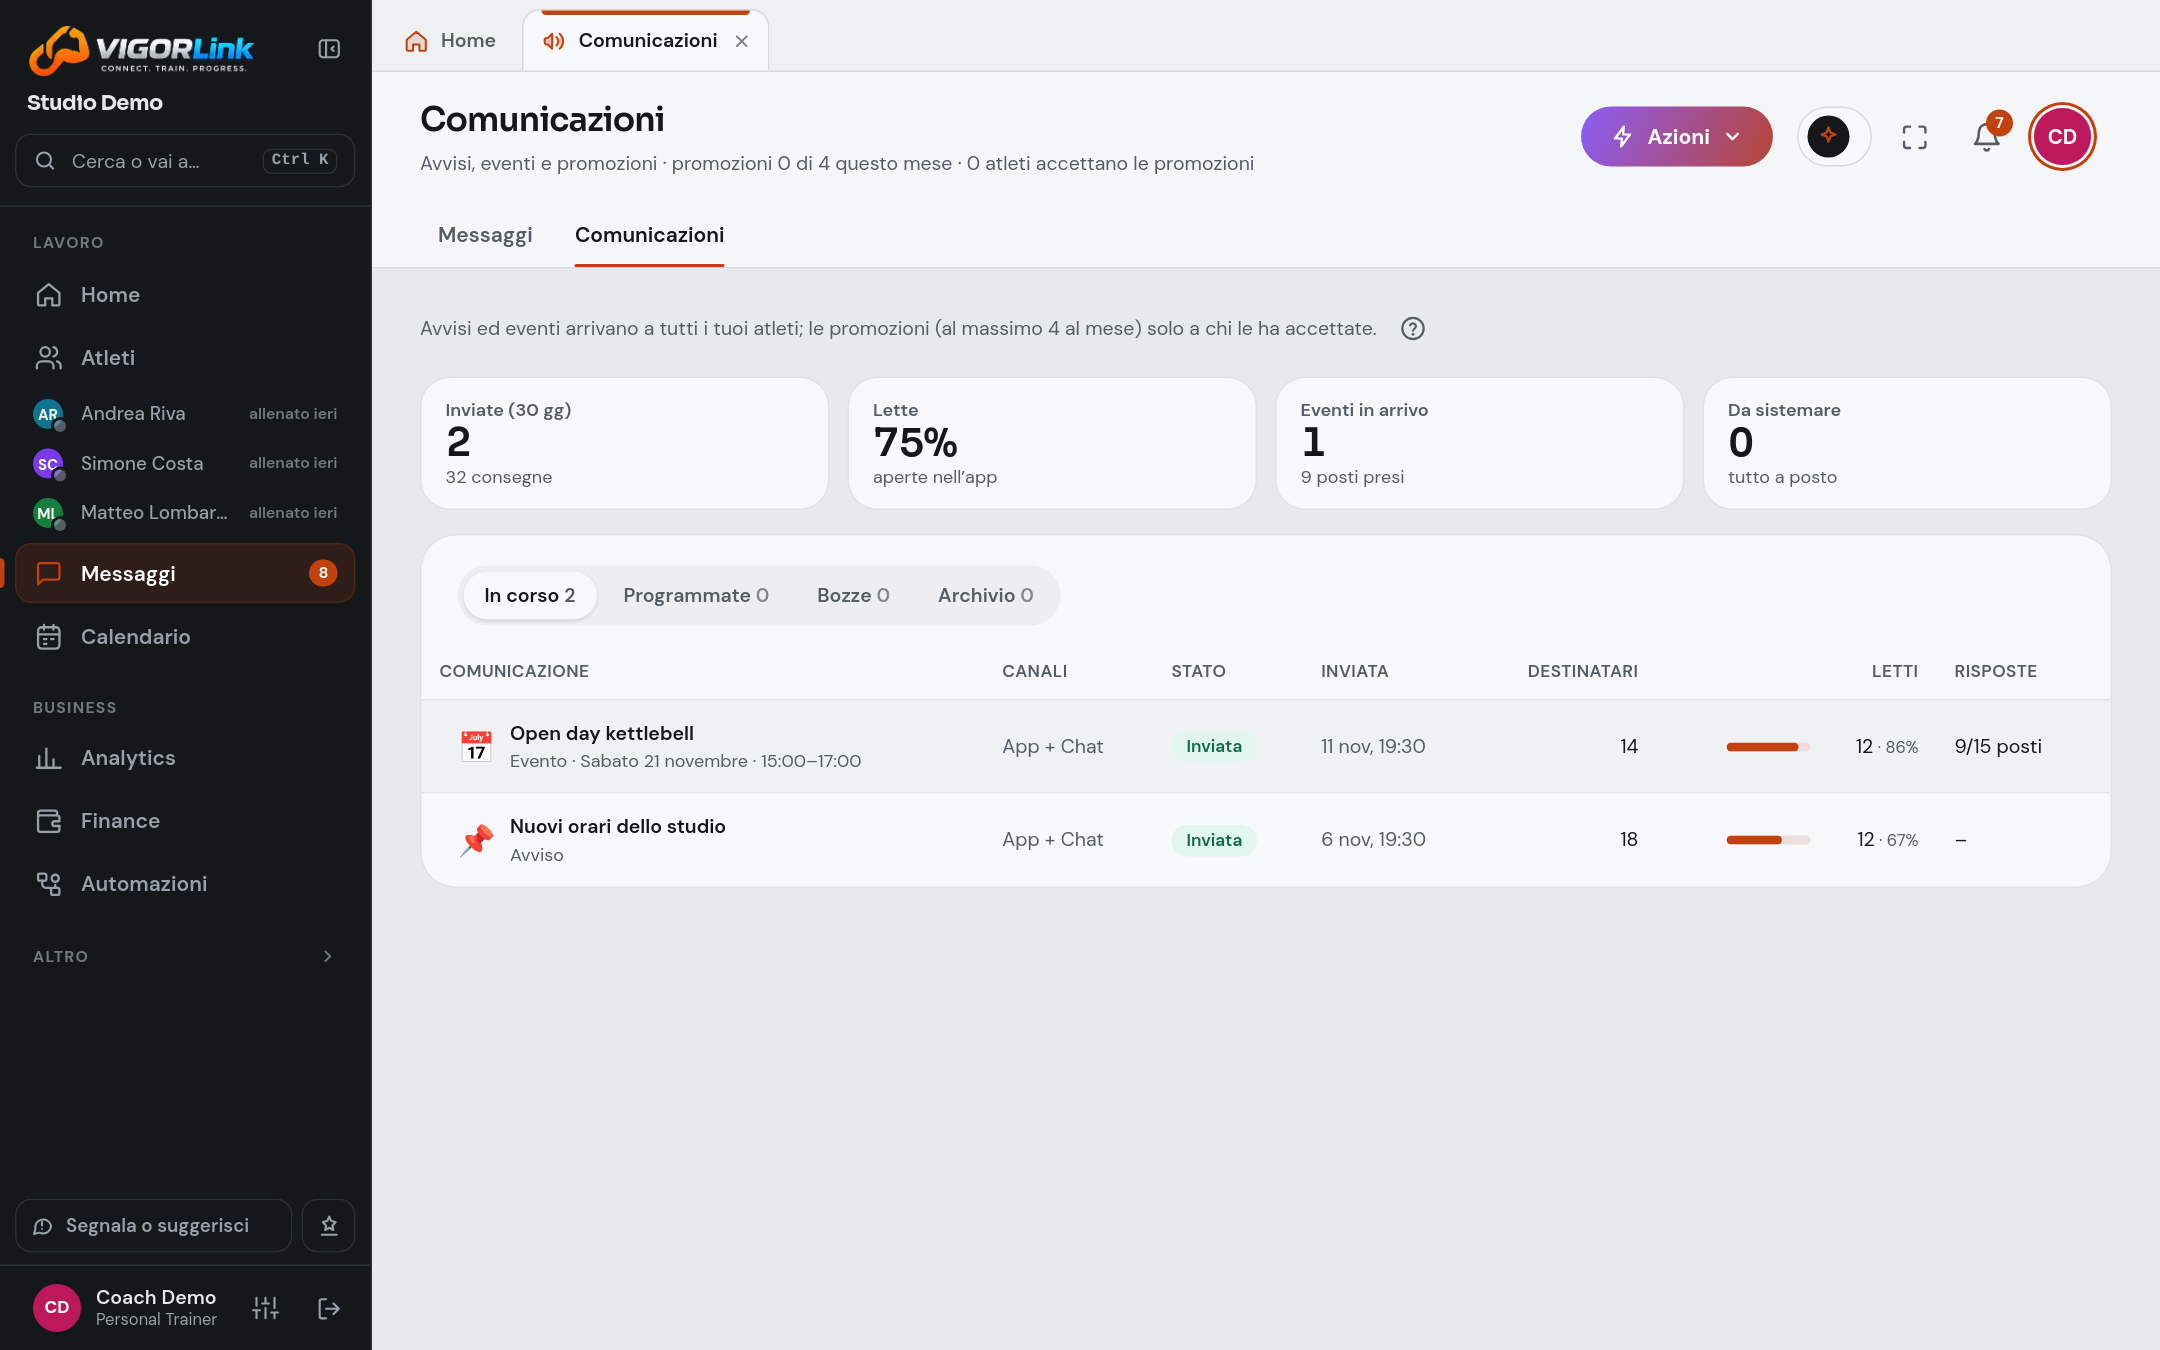 VIGORLink
CONNECT. TRAIN. PROGRESS.
Studio Demo
Cerca o vai a...
Ctrl K
LAVORO
Home
Atleti
AR Andrea Riva allenato ieri
SC Simone Costa allenato ieri
ML Matteo Lombar... allenato ieri
Messaggi 8
Calendario
BUSINESS
Analytics
Finance
Automazioni
ALTRO
Segnala o suggerisci
CD Coach Demo
Personal Trainer
Home
Comunicazioni
Comunicazioni
Avvisi, eventi e promozioni · promozioni 0 di 4 questo mese · 0 atleti accettano le promozioni
Azioni
7
CD
Messaggi
Comunicazioni
Avvisi ed eventi arrivano a tutti i tuoi atleti; le promozioni (al massimo 4 al mese) solo a chi le ha accettate.
Inviate (30 gg)
2
32 consegne
Lette
75%
aperte nell’app
Eventi in arrivo
1
9 posti presi
Da sistemare
0
tutto a posto
In corso 2
Programmate 0
Bozze 0
Archivio 0
COMUNICAZIONE CANALI STATO INVIATA DESTINATARI LETTI RISPOSTE
July
17
Open day kettlebell
Evento · Sabato 21 novembre · 15:00–17:00
App + Chat Inviata 11 nov, 19:30 14 12 · 86% 9/15 posti
Nuovi orari dello studio
Avviso
App + Chat Inviata 6 nov, 19:30 18 12 · 67% –